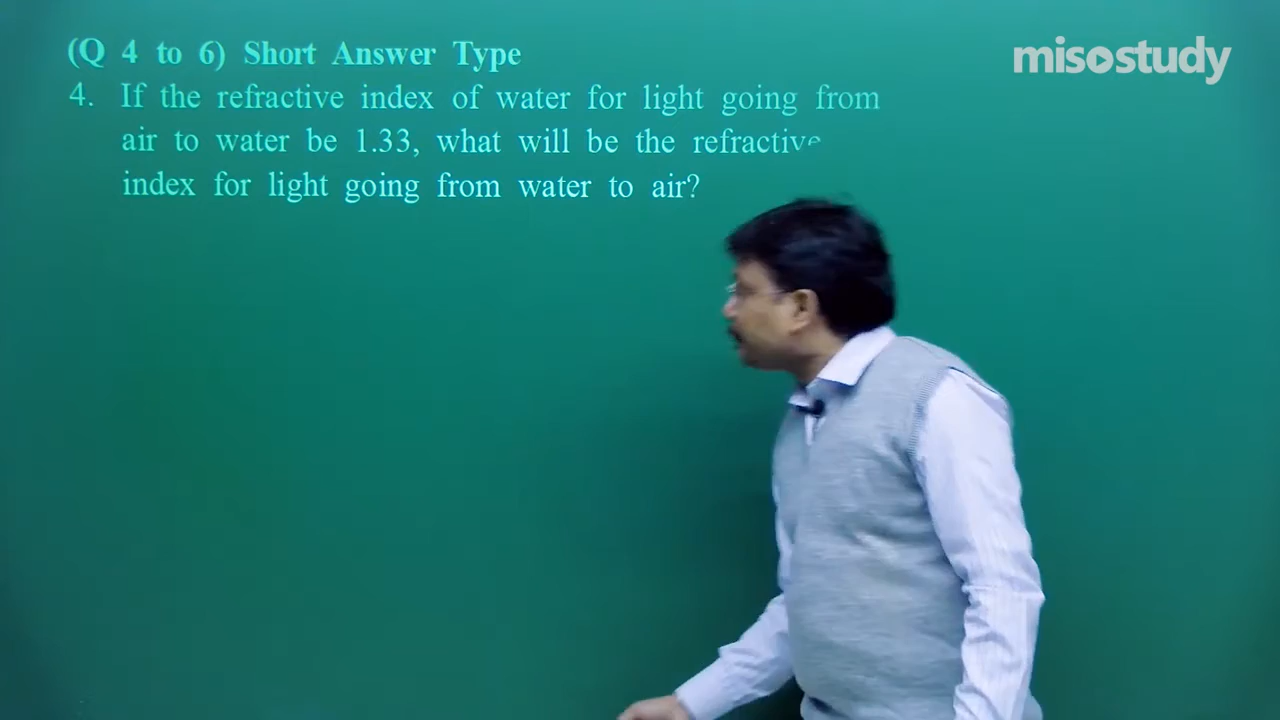 (Q 4 to 6) Short Answer Type
misostudy
4. If the refractive index of water for light going from
air to water be 1.33, what will be the refractive
index for light going from water to air?